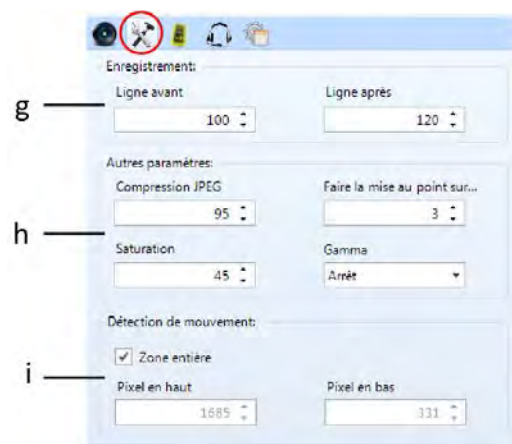 Enregistrement:
g
Ligne avant
Ligne après
100
120
Autres paramètres:
Compression JPEG
Faire la mise au point sur...
95
3
h
Saturation
Gamma
45
Arrêt
Détection de mouvement:
Zone entière
i
Pixel en haut
Pixel en bas
1685
331